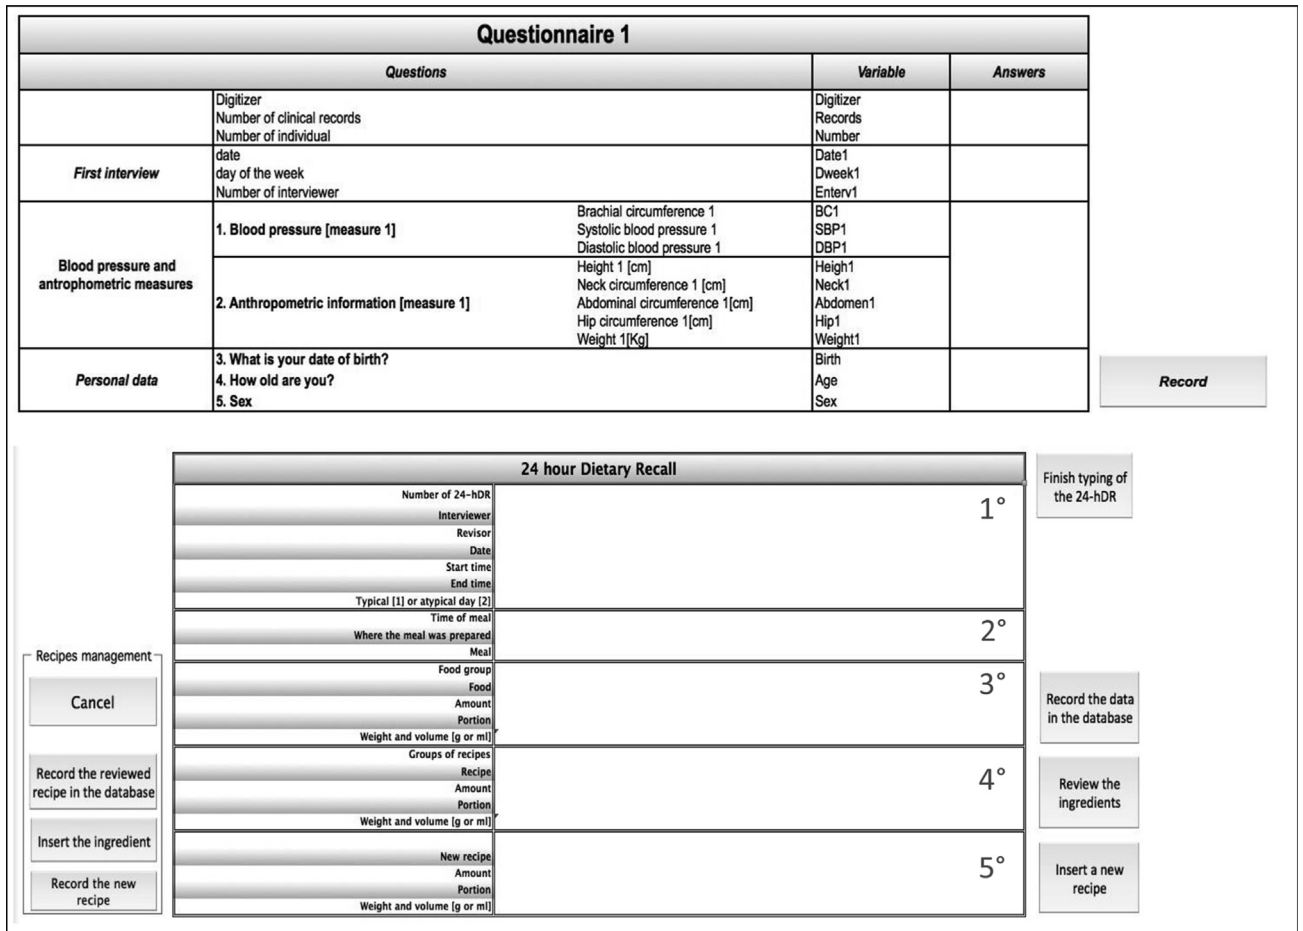 Questionnaire 1
Questions Variable Answers
Digitizer Digitizer
Number of clinical records Records
Number of individual Number
date Date1
First interview day of the week Dweek1
Number of interviewer Enterv1
Brachial circumference 1 BC1
1. Blood pressure [measure 1] Systolic blood pressure 1 SBP1
Diastolic blood pressure 1 DBP1
Blood pressure and
antrophometric measures
Height 1 [cm] Heigh1
Neck circumference 1 [cm] Neck1
2. Anthropometric information [measure 1] Abdominal circumference 1[cm] Abdomen1
Hip circumference 1[cm] Hip1
Weight 1[Kg] Weight1
3. What is your date of birth? Birth
Personal data 4. How old are you? Age
5. Sex Sex
Record
24 hour Dietary Recall
Finish typing of
the 24-hDR
Number of 24-hDR 1°
Interviewer
Revisor
Date
Start time
End time
Typical [1] or atypical day [2]
Time of meal 2°
Where the meal was prepared
Meal
Food group 3°
Food
Amount
Portion
Weight and volume [g or ml]
Groups of recipes 4°
Recipe
Amount
Portion
Weight and volume [g or ml]
New recipe 5°
Amount
Portion
Weight and volume [g or ml]
Recipes management
Cancel
Record the reviewed
recipe in the database
Insert the ingredient
Record the new
recipe
Record the data
in the database
Review the
ingredients
Insert a new
recipe